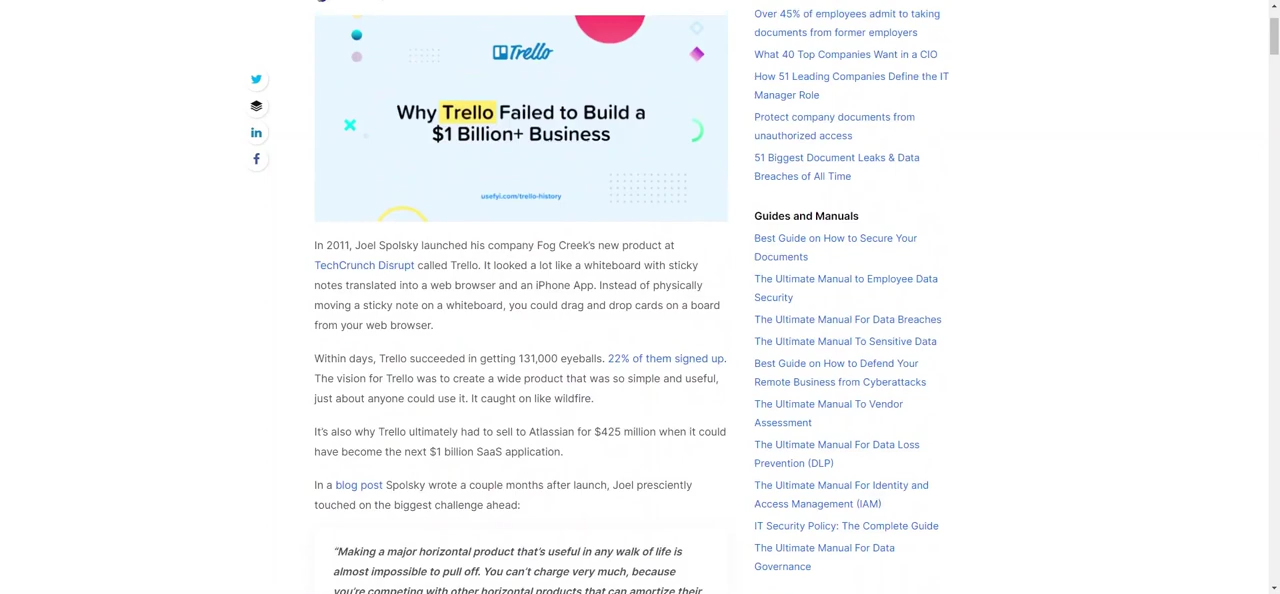 Trello
Why Trello Failed to Build a
$1 Billion+ Business
usefyi.com/trello-history
In 2011, Joel Spolsky launched his company Fog Creek's new product at
TechCrunch Disrupt called Trello. It looked a lot like a whiteboard with sticky
notes translated into a web browser and an iPhone App. Instead of physically
moving a sticky note on a whiteboard, you could drag and drop cards on a board
from your web browser.
Within days, Trello succeeded in getting 131,000 eyeballs. 22% of them signed up.
The vision for Trello was to create a wide product that was so simple and useful,
just about anyone could use it. It caught on like wildfire.
It's also why Trello ultimately had to sell to Atlassian for $425 million when it could
have become the next $1 billion SaaS application.
In a blog post Spolsky wrote a couple months after launch, Joel presciently
touched on the biggest challenge ahead:
"Making a major horizontal product that's useful in any walk of life is
almost impossible to pull off. You can't charge very much, because
you're competing with other horizontal products that can amortize their
Over 45% of employees admit to taking
documents from former employers
What 40 Top Companies Want in a CIO
How 51 Leading Companies Define the IT
Manager Role
Protect company documents from
unauthorized access
51 Biggest Document Leaks & Data
Breaches of All Time
Guides and Manuals
Best Guide on How to Secure Your
Documents
The Ultimate Manual to Employee Data
Security
The Ultimate Manual For Data Breaches
The Ultimate Manual To Sensitive Data
Best Guide on How to Defend Your
Remote Business from Cyberattacks
The Ultimate Manual To Vendor
Assessment
The Ultimate Manual For Data Loss
Prevention (DLP)
The Ultimate Manual For Identity and
Access Management (IAM)
IT Security Policy: The Complete Guide
The Ultimate Manual For Data
Governance